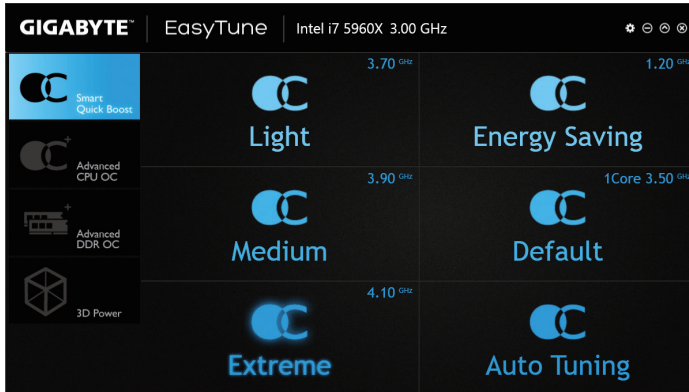 GIGABYTE™ EasyTune Intel i7 5960X 3.00 GHz
Smart
Quick Boost
Advanced
CPU OC
Advanced
DDR OC
3D Power
3.70 GHz
Light
1.20 GHz
Energy Saving
3.90 GHz
Medium
1Core 3.50 GHz
Default
4.10 GHz
Extreme
Auto Tuning